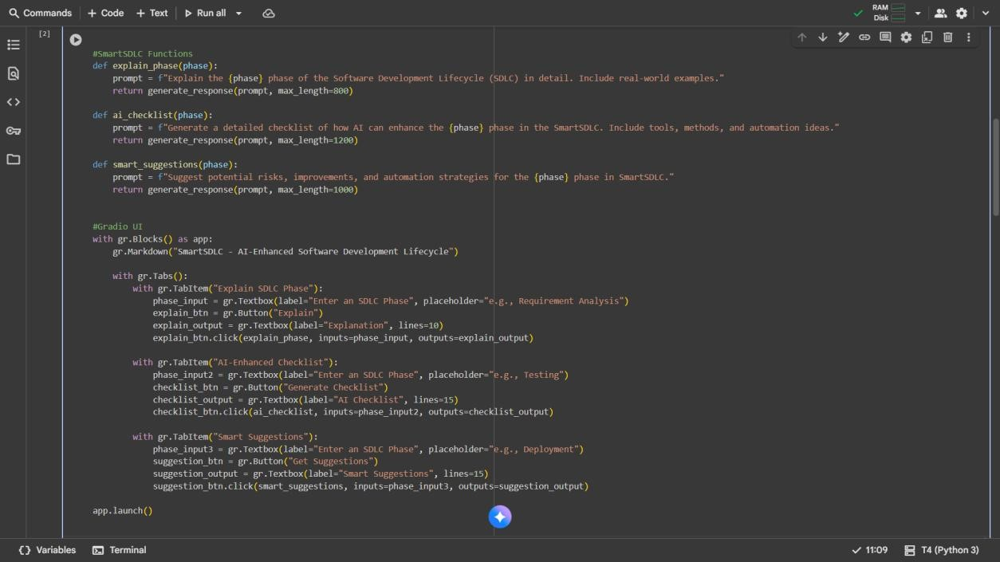 Commands + Code + Text Run all
RAM
Disk
[2]
#SmartSDLC Functions
def explain_phase(phase):
    prompt = f"Explain the {phase} phase of the Software Development Lifecycle (SDLC) in detail. Include real-world examples."
    return generate_response(prompt, max_length=800)
def ai_checklist(phase):
    prompt = f"Generate a detailed checklist of how AI can enhance the {phase} phase in the SmartSDLC. Include tools, methods, and automation ideas."
    return generate_response(prompt, max_length=1200)
def smart_suggestions(phase):
    prompt = f"Suggest potential risks, improvements, and automation strategies for the {phase} phase in SmartSDLC."
    return generate_response(prompt, max_length=1000)
#Gradio UI
with gr.Blocks() as app:
    gr.Markdown("SmartSDLC - AI-Enhanced Software Development Lifecycle")
    with gr.Tabs():
        with gr.TabItem("Explain SDLC Phase"):
            phase_input = gr.Textbox(label="Enter an SDLC Phase", placeholder="e.g., Requirement Analysis")
            explain_btn = gr.Button("Explain")
            explain_output = gr.Textbox(label="Explanation", lines=10)
            explain_btn.click(explain_phase, inputs=phase_input, outputs=explain_output)
        with gr.TabItem("AI-Enhanced Checklist"):
            phase_input2 = gr.Textbox(label="Enter an SDLC Phase", placeholder="e.g., Testing")
            checklist_btn = gr.Button("Generate Checklist")
            checklist_output = gr.Textbox(label="AI Checklist", lines=15)
            checklist_btn.click(ai_checklist, inputs=phase_input2, outputs=checklist_output)
        with gr.TabItem("Smart Suggestions"):
            phase_input3 = gr.Textbox(label="Enter an SDLC Phase", placeholder="e.g., Deployment")
            suggestion_btn = gr.Button("Get Suggestions")
            suggestion_output = gr.Textbox(label="Smart Suggestions", lines=15)
            suggestion_btn.click(smart_suggestions, inputs=phase_input3, outputs=suggestion_output)
app.launch()
Variables Terminal 11:09 T4 (Python 3)